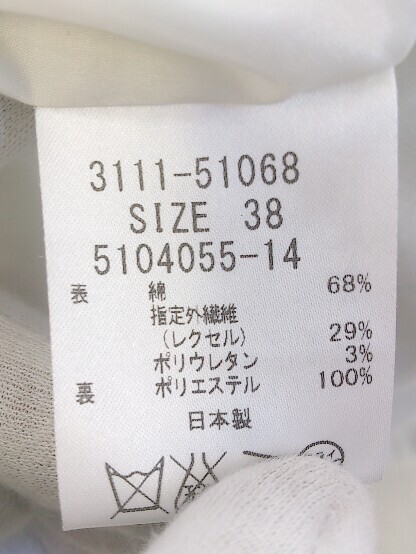 3111-51068
SIZE 38
5104055-14
表 綿 68%
指定外繊維
(レクセル) 29%
ポリウレタン 3%
裏 ポリエステル 100%
日本製